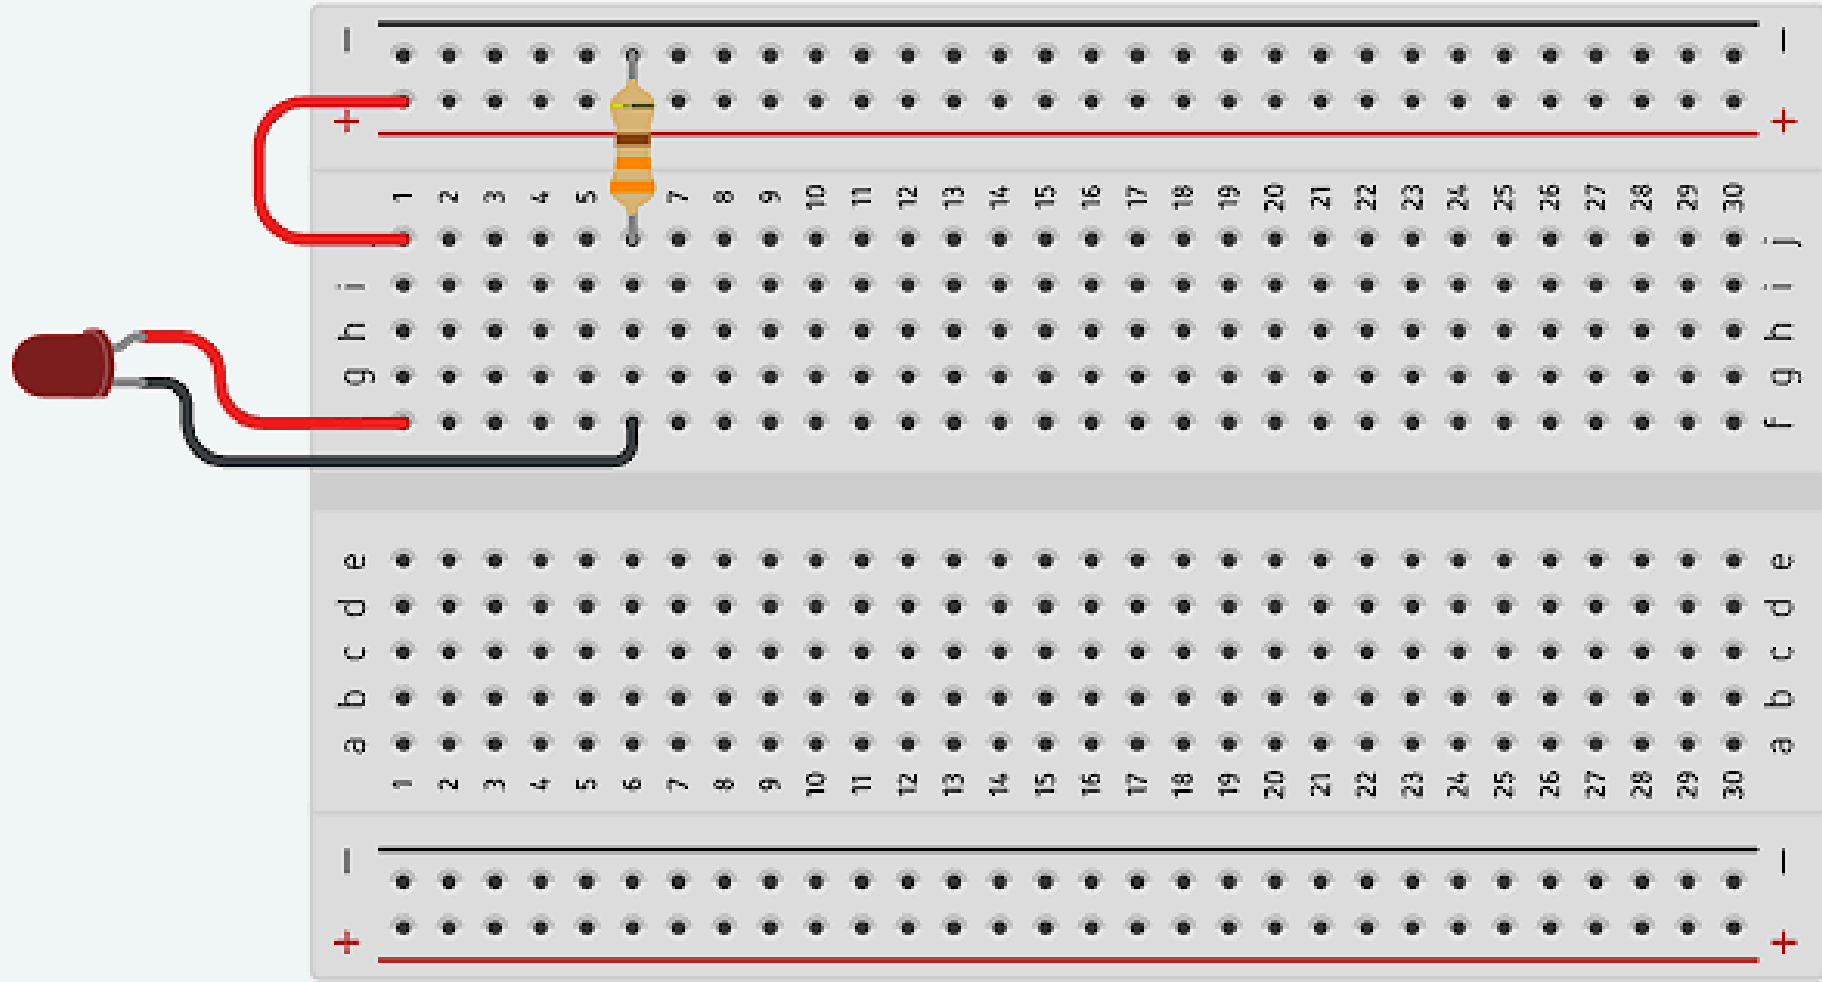 − −
+ +
1 2 3 4 5 7 8 9 10 11 12 13 14 15 16 17 18 19 20 21 22 23 24 25 26 27 28 29 30
j
i i
h h
g g
f
e e
d d
c c
b b
a a
1 2 3 4 5 6 7 8 9 10 11 12 13 14 15 16 17 18 19 20 21 22 23 24 25 26 27 28 29 30
− −
+ +